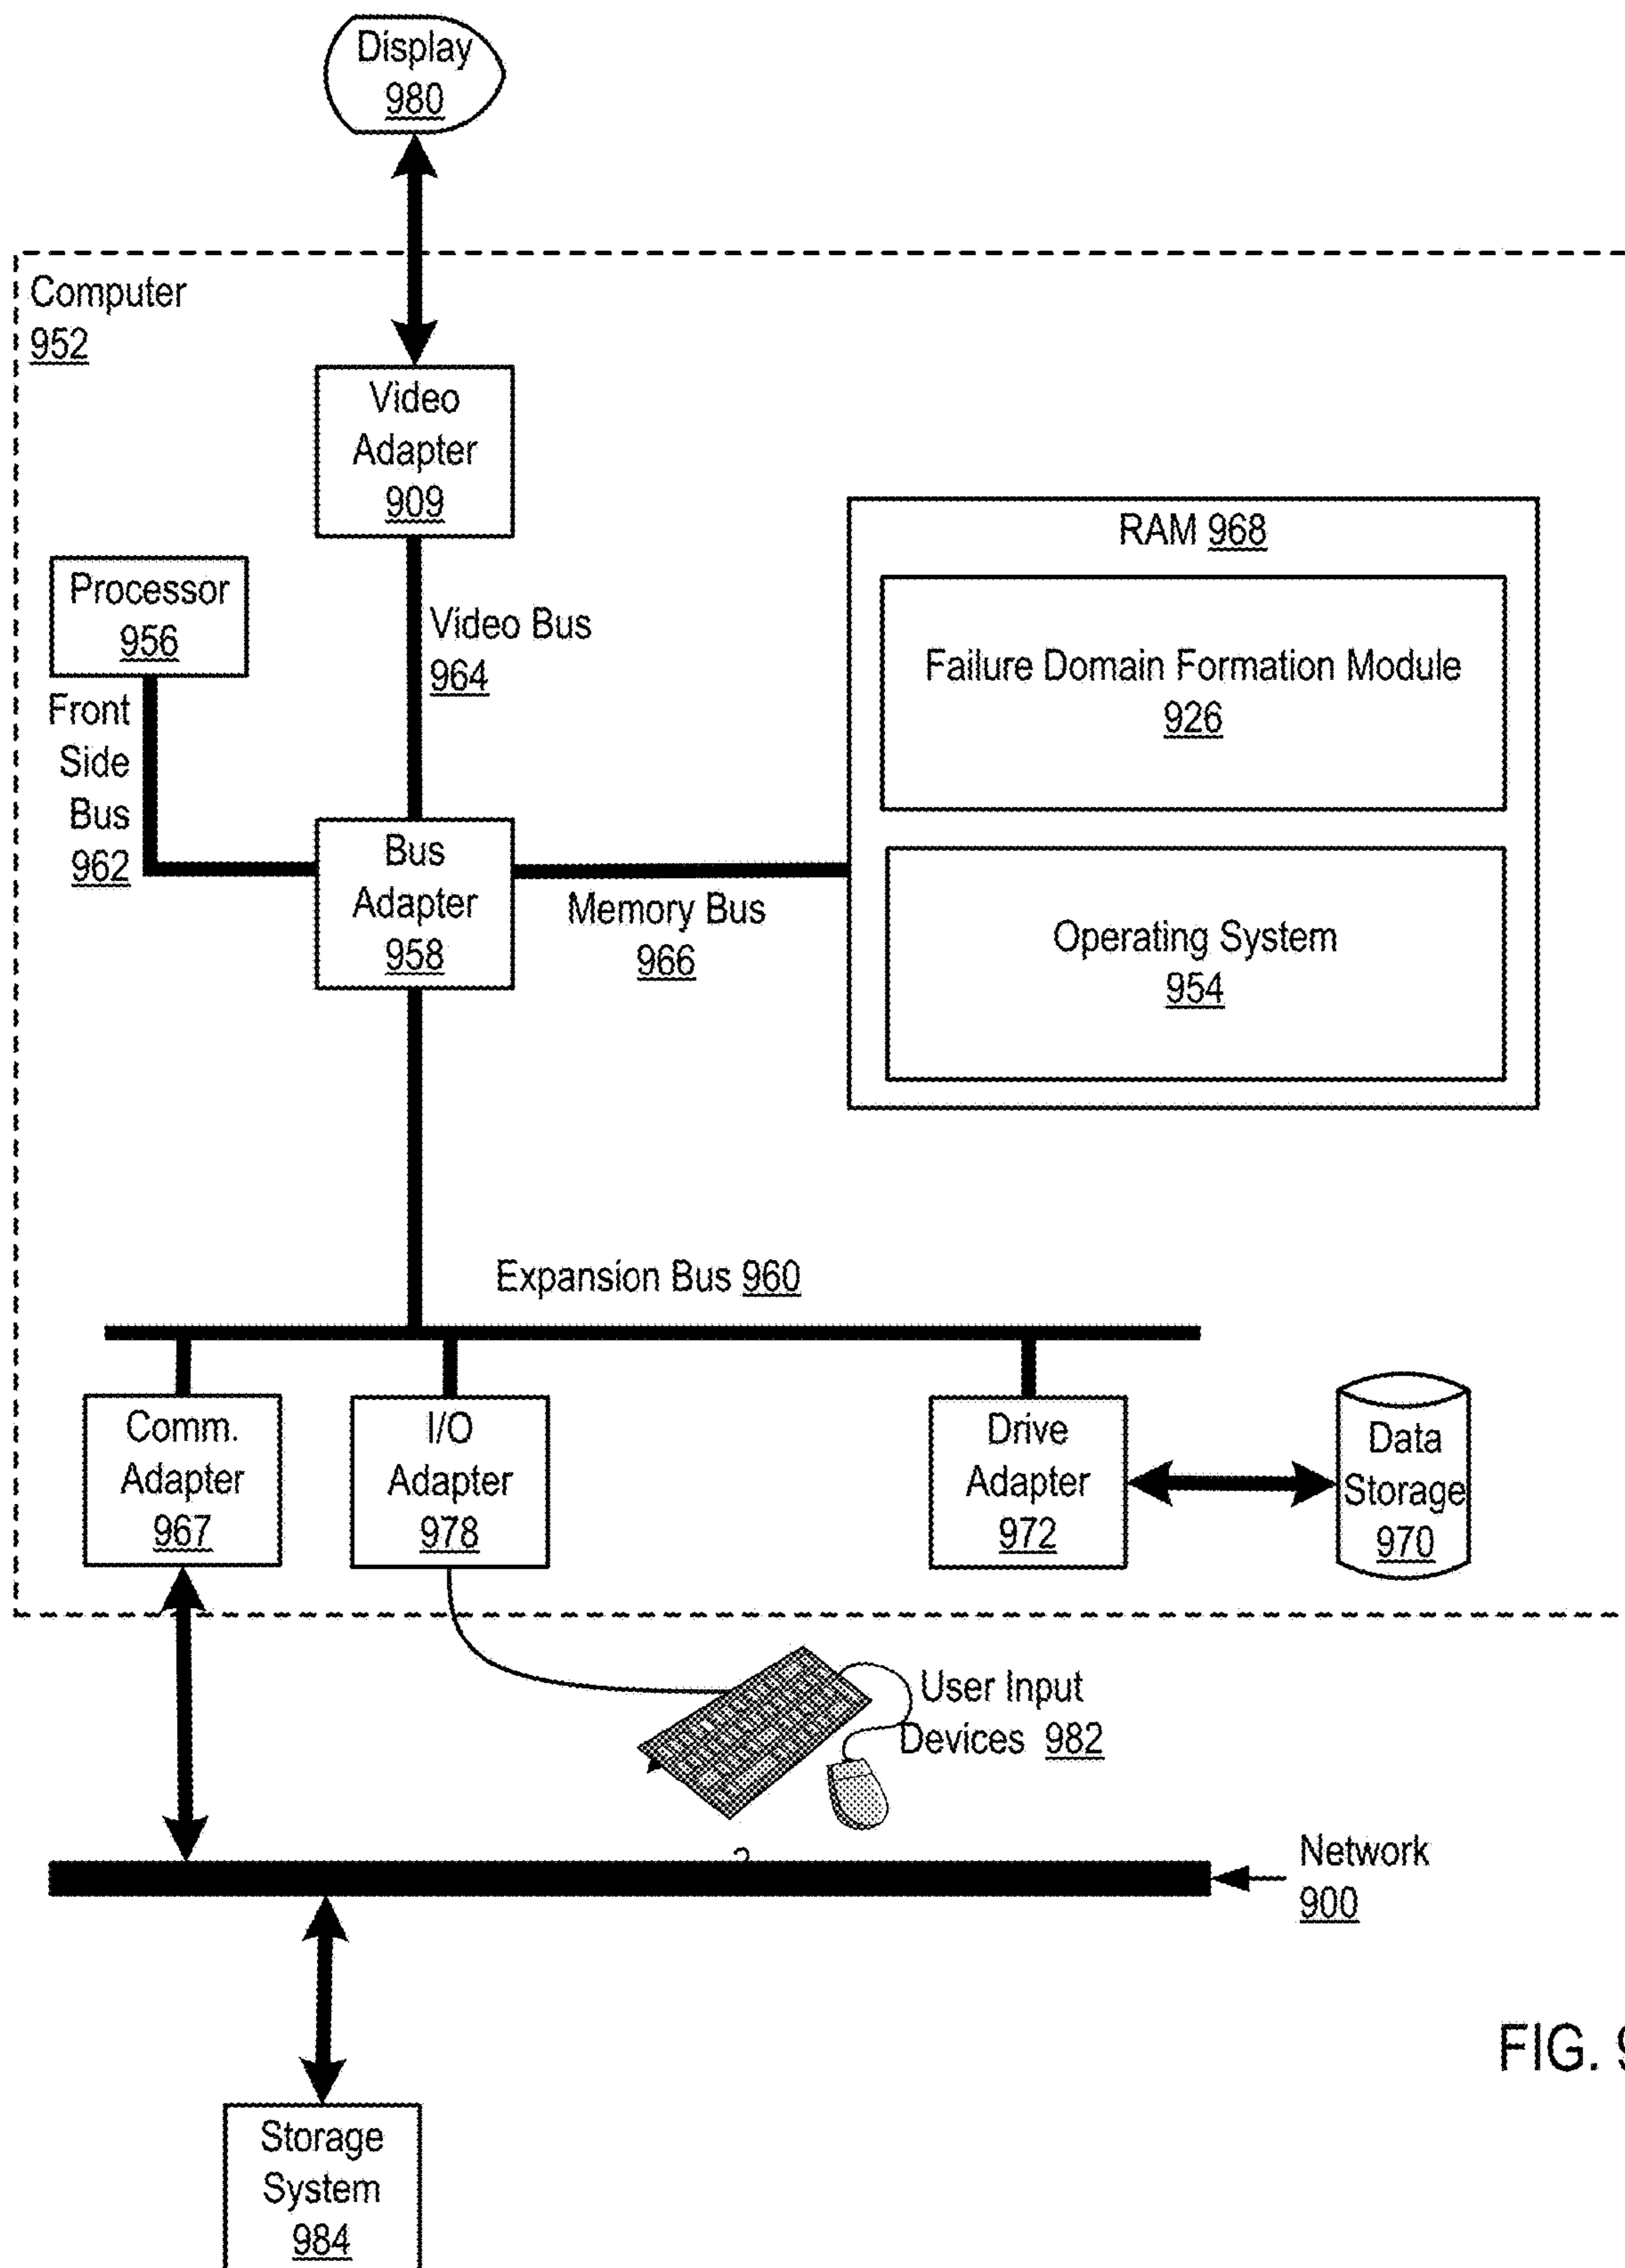 Display
980
Computer
952
Video
Adapter
909
RAM 968
Processor
956
Video Bus
964
Failure Domain Formation Module
926
Front
Side
Bus
962
Bus
Adapter
958
Memory Bus
966
Operating System
954
Expansion Bus 960
Comm.
Adapter
967
I/O
Adapter
978
Drive
Adapter
972
Data
Storage
970
User Input
Devices 982
Network
900
FIG. 9
Storage
System
984